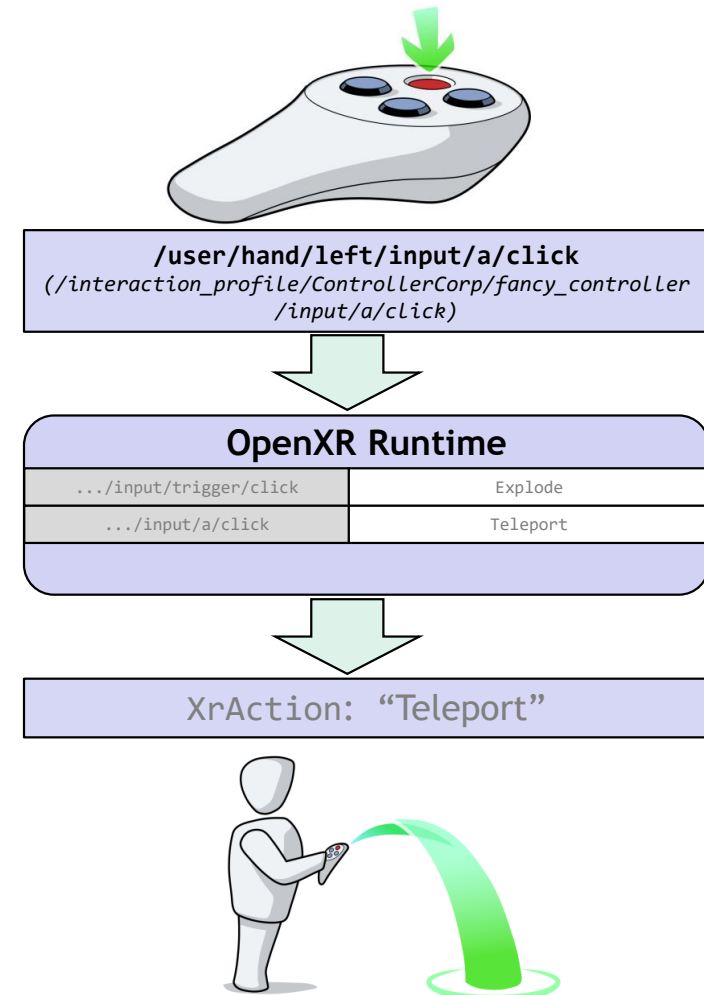 /user/hand/left/input/a/click
(/interaction_profile/ControllerCorp/fancy_controller
/input/a/click)
OpenXR Runtime
.../input/trigger/click Explode
.../input/a/click Teleport
XrAction: “Teleport”